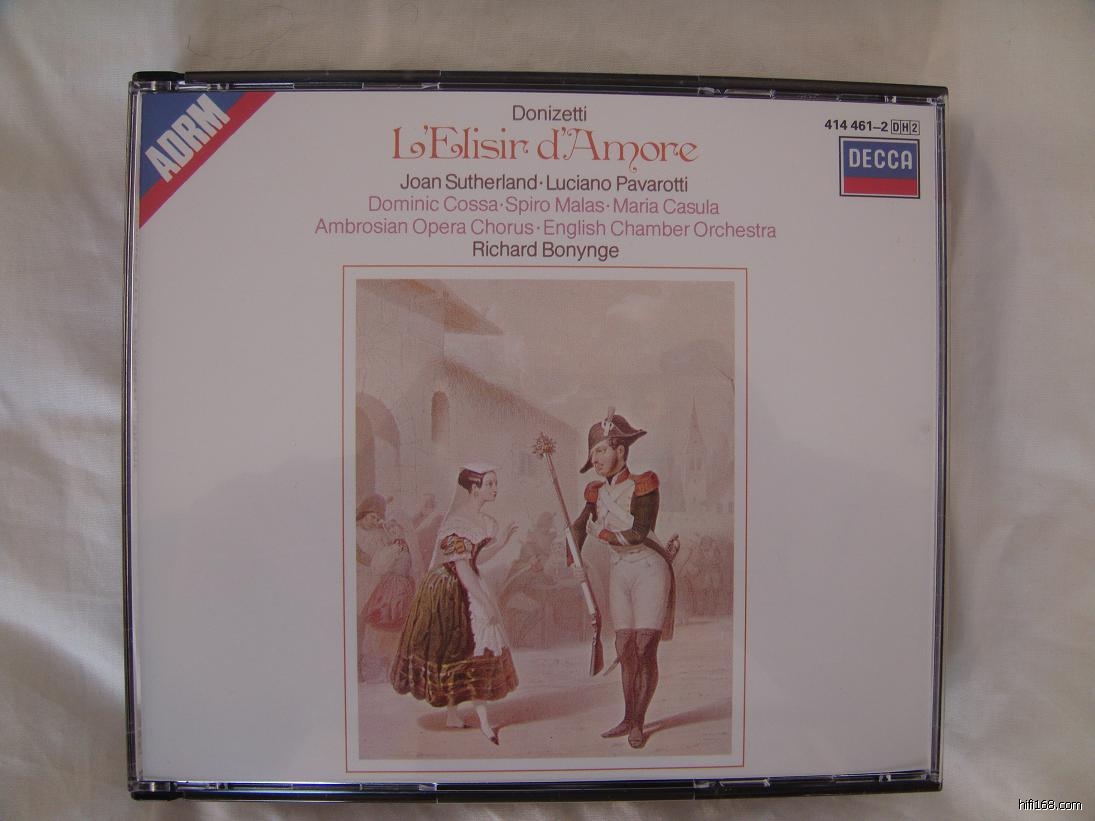 ADRM
Donizetti
L'Elisir d'Amore
414 461–2 DH2
DECCA
Joan Sutherland·Luciano Pavarotti
Dominic Cossa·Spiro Malas·Maria Casula
Ambrosian Opera Chorus·English Chamber Orchestra
Richard Bonynge
hifi168.com